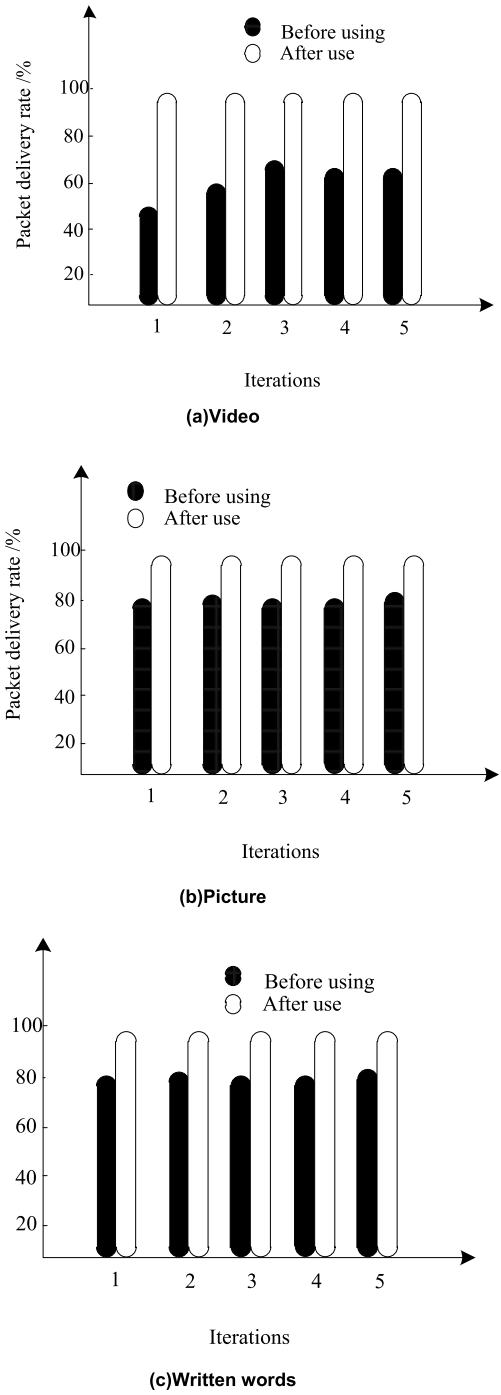 Before using
After use
Packet delivery rate /%
100
80
60
40
20
1 2 3 4 5
Iterations
(a)Video
Before using
After use
Packet delivery rate /%
100
80
60
40
20
1 2 3 4 5
Iterations
(b)Picture
Before using
After use
100
80
60
40
20
1 2 3 4 5
Iterations
(c)Written words